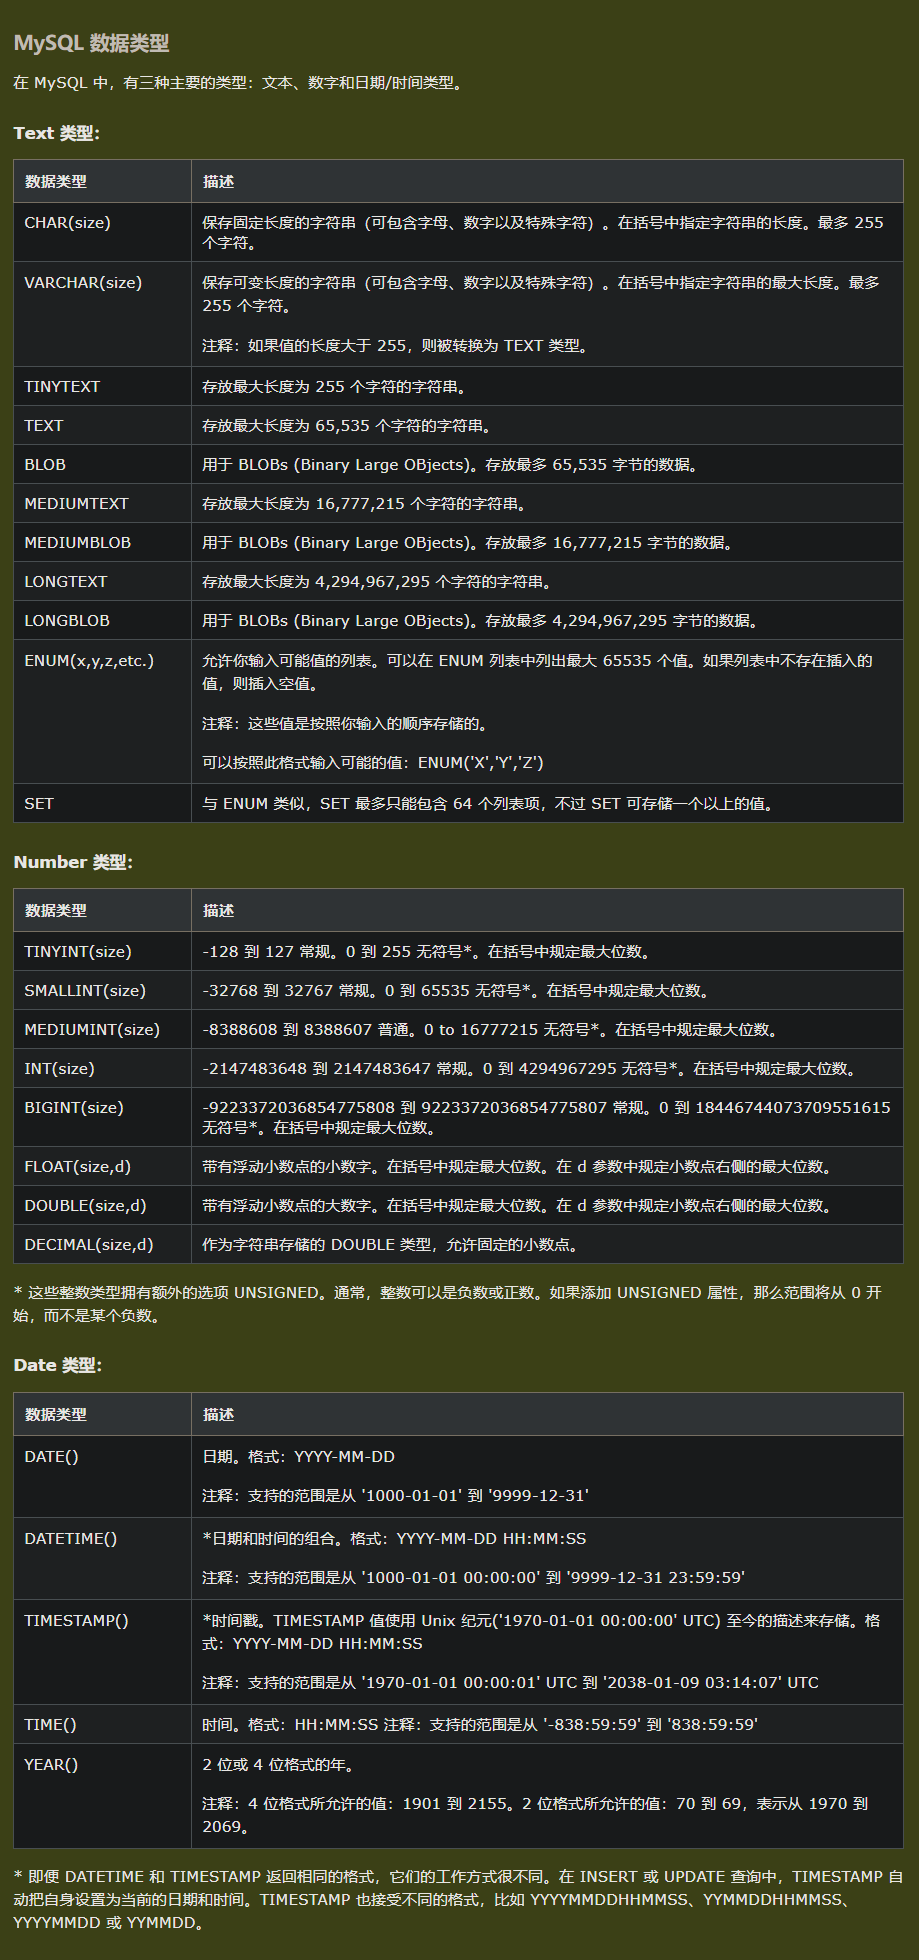 MySQL 数据类型
在 MySQL 中，有三种主要的类型：文本、数字和日期/时间类型。
Text 类型：
数据类型 描述
CHAR(size) 保存固定长度的字符串（可包含字母、数字以及特殊字符）。在括号中指定字符串的长度。最多 255
个字符。
VARCHAR(size) 保存可变长度的字符串（可包含字母、数字以及特殊字符）。在括号中指定字符串的最大长度。最多
255 个字符。
注释：如果值的长度大于 255，则被转换为 TEXT 类型。
TINYTEXT 存放最大长度为 255 个字符的字符串。
TEXT 存放最大长度为 65,535 个字符的字符串。
BLOB 用于 BLOBs (Binary Large OBjects)。存放最多 65,535 字节的数据。
MEDIUMTEXT 存放最大长度为 16,777,215 个字符的字符串。
MEDIUMBLOB 用于 BLOBs (Binary Large OBjects)。存放最多 16,777,215 字节的数据。
LONGTEXT 存放最大长度为 4,294,967,295 个字符的字符串。
LONGBLOB 用于 BLOBs (Binary Large OBjects)。存放最多 4,294,967,295 字节的数据。
ENUM(x,y,z,etc.) 允许你输入可能值的列表。可以在 ENUM 列表中列出最大 65535 个值。如果列表中不存在插入的
值，则插入空值。
注释：这些值是按照你输入的顺序存储的。
可以按照此格式输入可能的值：ENUM('X','Y','Z')
SET 与 ENUM 类似，SET 最多只能包含 64 个列表项，不过 SET 可存储一个以上的值。
Number 类型：
数据类型 描述
TINYINT(size) -128 到 127 常规。0 到 255 无符号*。在括号中规定最大位数。
SMALLINT(size) -32768 到 32767 常规。0 到 65535 无符号*。在括号中规定最大位数。
MEDIUMINT(size) -8388608 到 8388607 普通。0 to 16777215 无符号*。在括号中规定最大位数。
INT(size) -2147483648 到 2147483647 常规。0 到 4294967295 无符号*。在括号中规定最大位数。
BIGINT(size) -9223372036854775808 到 9223372036854775807 常规。0 到 18446744073709551615
无符号*。在括号中规定最大位数。
FLOAT(size,d) 带有浮动小数点的小数字。在括号中规定最大位数。在 d 参数中规定小数点右侧的最大位数。
DOUBLE(size,d) 带有浮动小数点的大数字。在括号中规定最大位数。在 d 参数中规定小数点右侧的最大位数。
DECIMAL(size,d) 作为字符串存储的 DOUBLE 类型，允许固定的小数点。
* 这些整数类型拥有额外的选项 UNSIGNED。通常，整数可以是负数或正数。如果添加 UNSIGNED 属性，那么范围将从 0 开
始，而不是某个负数。
Date 类型：
数据类型 描述
DATE() 日期。格式：YYYY-MM-DD
注释：支持的范围是从 '1000-01-01' 到 '9999-12-31'
DATETIME() *日期和时间的组合。格式：YYYY-MM-DD HH:MM:SS
注释：支持的范围是从 '1000-01-01 00:00:00' 到 '9999-12-31 23:59:59'
TIMESTAMP() *时间戳。TIMESTAMP 值使用 Unix 纪元('1970-01-01 00:00:00' UTC) 至今的描述来存储。格
式：YYYY-MM-DD HH:MM:SS
注释：支持的范围是从 '1970-01-01 00:00:01' UTC 到 '2038-01-09 03:14:07' UTC
TIME() 时间。格式：HH:MM:SS 注释：支持的范围是从 '-838:59:59' 到 '838:59:59'
YEAR() 2 位或 4 位格式的年。
注释：4 位格式所允许的值：1901 到 2155。2 位格式所允许的值：70 到 69，表示从 1970 到
2069。
* 即便 DATETIME 和 TIMESTAMP 返回相同的格式，它们的工作方式很不同。在 INSERT 或 UPDATE 查询中，TIMESTAMP 自
动把自身设置为当前的日期和时间。TIMESTAMP 也接受不同的格式，比如 YYYYMMDDHHMMSS、YYMMDDHHMMSS、
YYYYMMDD 或 YYMMDD。